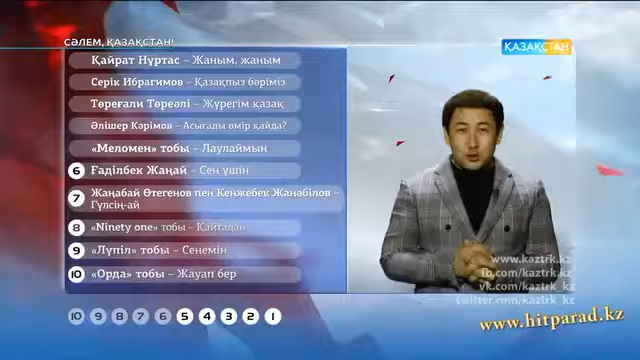 СӘЛЕМ, ҚАЗАҚСТАН!
ҚАЗАҚСТАН
Қайрат Нұртас – Жаным, жаным
Серік Ибрагимов – Қазақпыз бәріміз
Төреғали Төреәлі – Жүрегім қазақ
Әлішер Кәрімов – Асығады өмір қайда?
«Меломен» тобы – Лаулаймын
6 Ғаділбек Жаңай – Сен үшін
7 Жаңабай Өтегенов пен Кенжебек Жанәбілов –
Гүлсің-ай
8 «Ninety one» тобы – Қайтадан
9 «Лүпіл» тобы – Сенемін
10 «Орда» тобы – Жауап бер
www.kaztrk.kz
fb.com/kaztrk.kz
vk.com/kaztrk_kz
twitter.com/kaztrk_kz
10 9 8 7 6 5 4 3 2 1
www.hitparad.kz